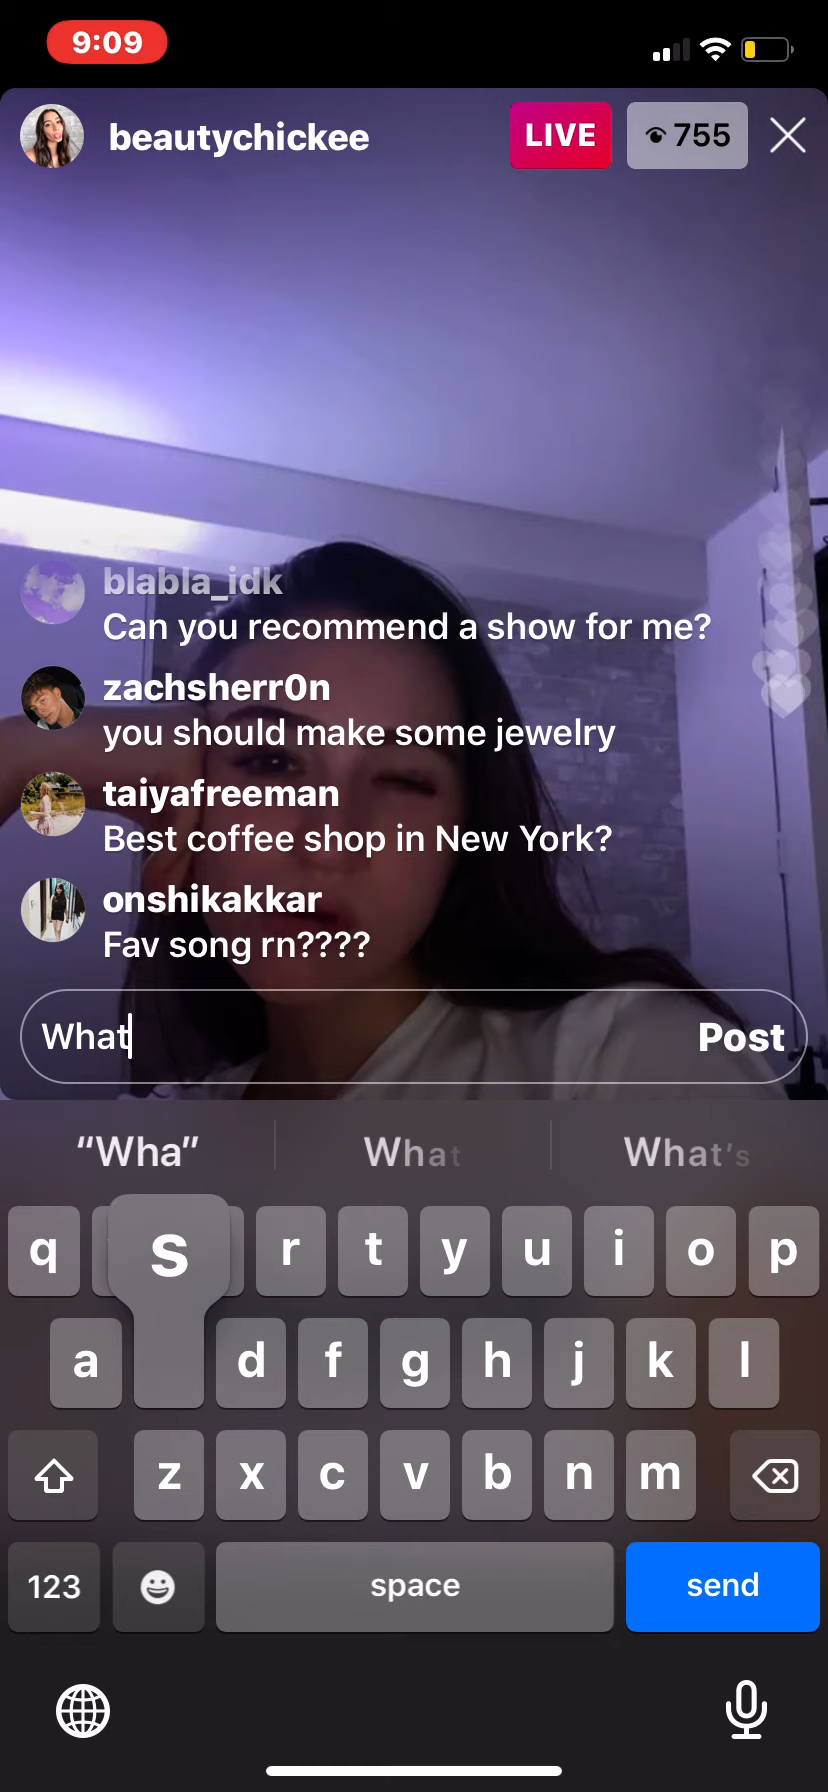 9:09
beautychickee LIVE 755
blabla_idk
Can you recommend a show for me?
zachsherr0n
you should make some jewelry
taiyafreeman
Best coffee shop in New York?
onshikakkar
Fav song rn????
What Post
“Wha” What What's
q s r t y u i o p
a d f g h j k l
z x c v b n m
123 space send